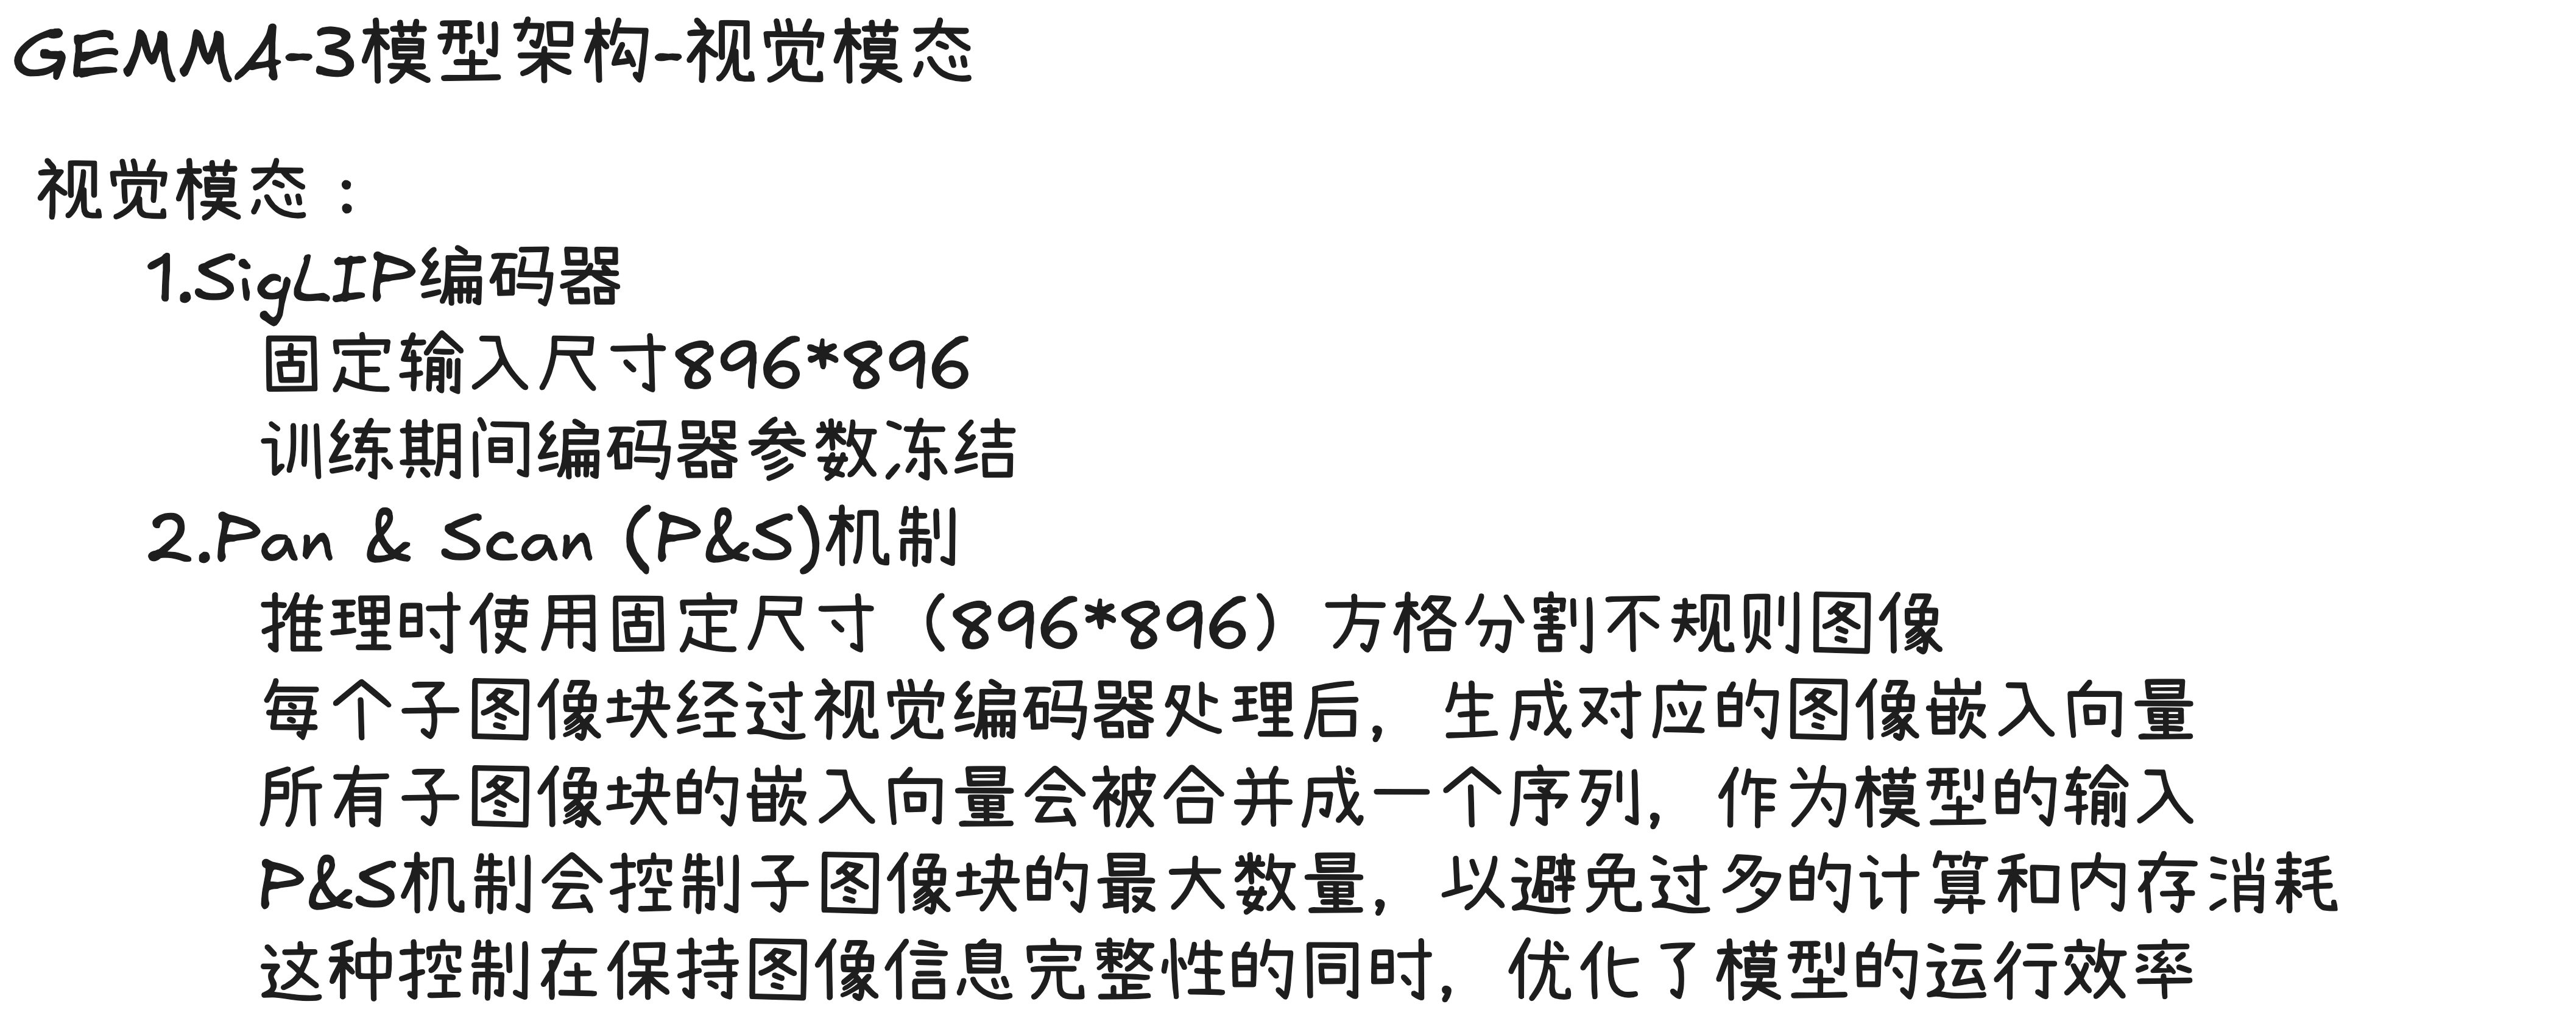 GEMMA-3模型架构-视觉模态
视觉模态：
1.SigLIP编码器
固定输入尺寸896*896
训练期间编码器参数冻结
2.Pan & Scan (P&S)机制
推理时使用固定尺寸（896*896）方格分割不规则图像
每个子图像块经过视觉编码器处理后，生成对应的图像嵌入向量
所有子图像块的嵌入向量会被合并成一个序列，作为模型的输入
P&S机制会控制子图像块的最大数量，以避免过多的计算和内存消耗
这种控制在保持图像信息完整性的同时，优化了模型的运行效率